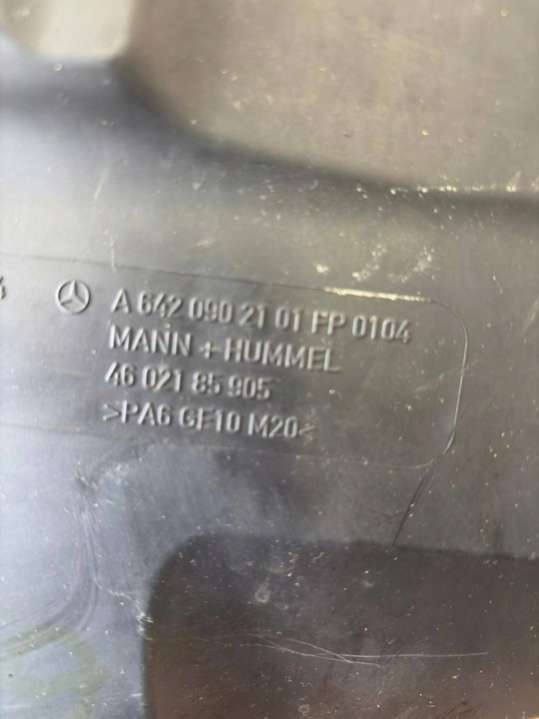 A 642 090 21 01 FP 0104
MANN + HUMMEL
46 021 85 905
>PA6 GF10 M20<